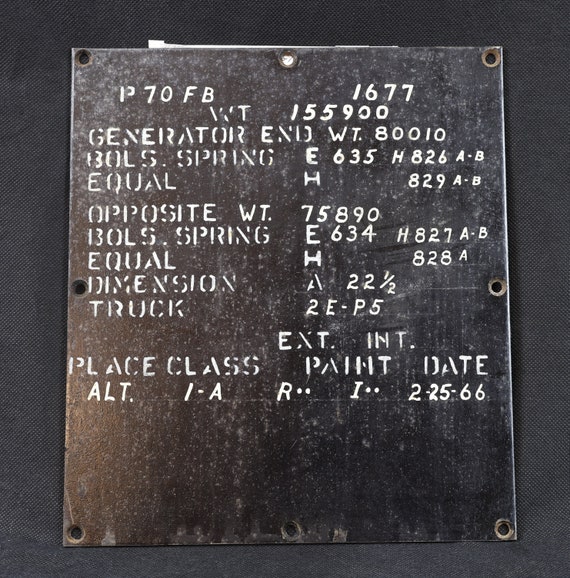 P70FB 1677
WT 155900
GENERATOR END WT. 80010
BOLS. SPRING E 635 H 826 A-B
EQUAL H 829 A-B
OPPOSITE WT. 75890
BOLS. SPRING E 634 H 827 A-B
EQUAL H 828 A
DIMENSION A 22½
TRUCK 2E-P5
EXT. INT.
PLACE CLASS PAINT DATE
ALT. I-A R•• I•• 2-25-66